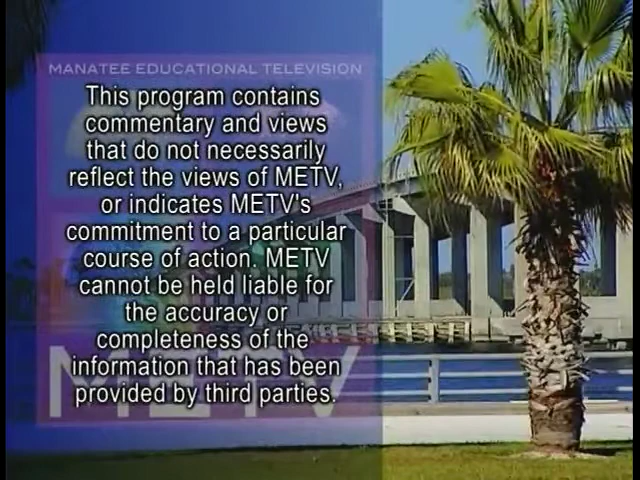 MANATEE EDUCATIONAL TELEVISION
This program contains
commentary and views
that do not necessarily
reflect the views of METV,
or indicates METV's
commitment to a particular
course of action. METV
cannot be held liable for
the accuracy or
completeness of the
information that has been
provided by third parties.
METV